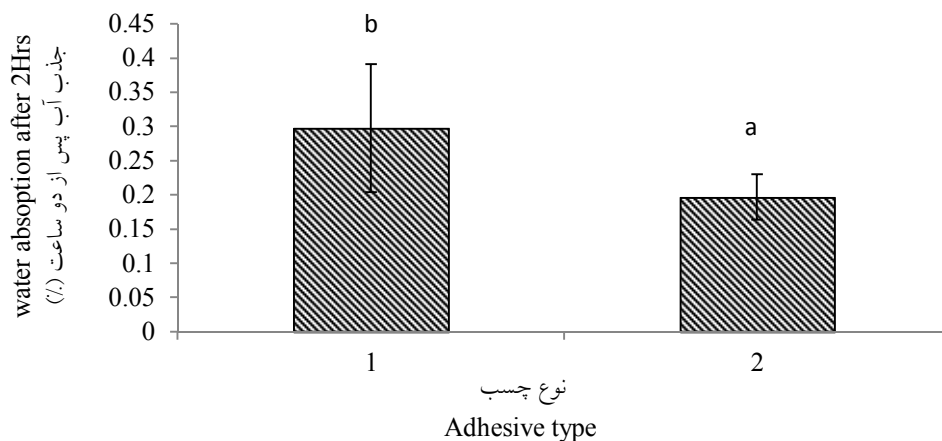 water absoption after 2Hrs
جذب آب پس از دو ساعت (٪)
0.45
0.4
0.35
0.3
0.25
0.2
0.15
0.1
0.05
0
b
a
1
2
نوع چسب
Adhesive type